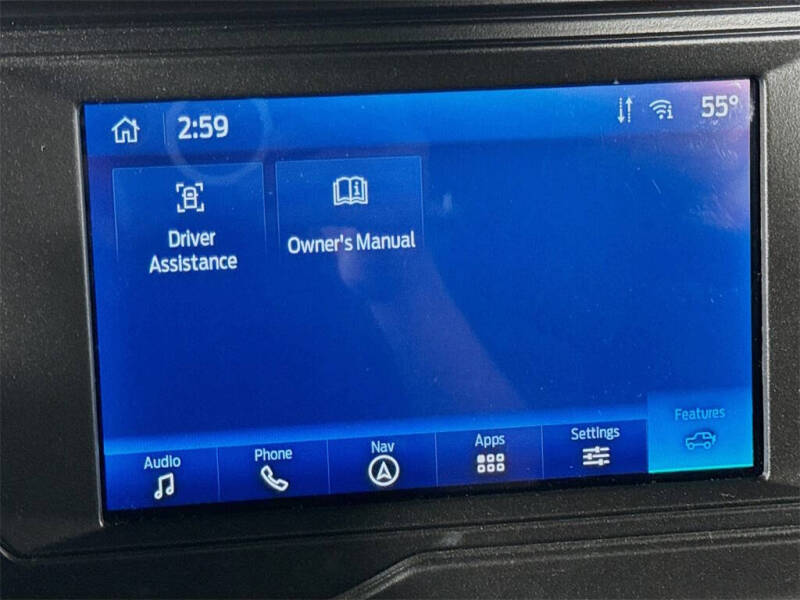 2:59
55°
Driver
Assistance
Owner's Manual
Audio
Phone
Nav
Apps
Settings
Features